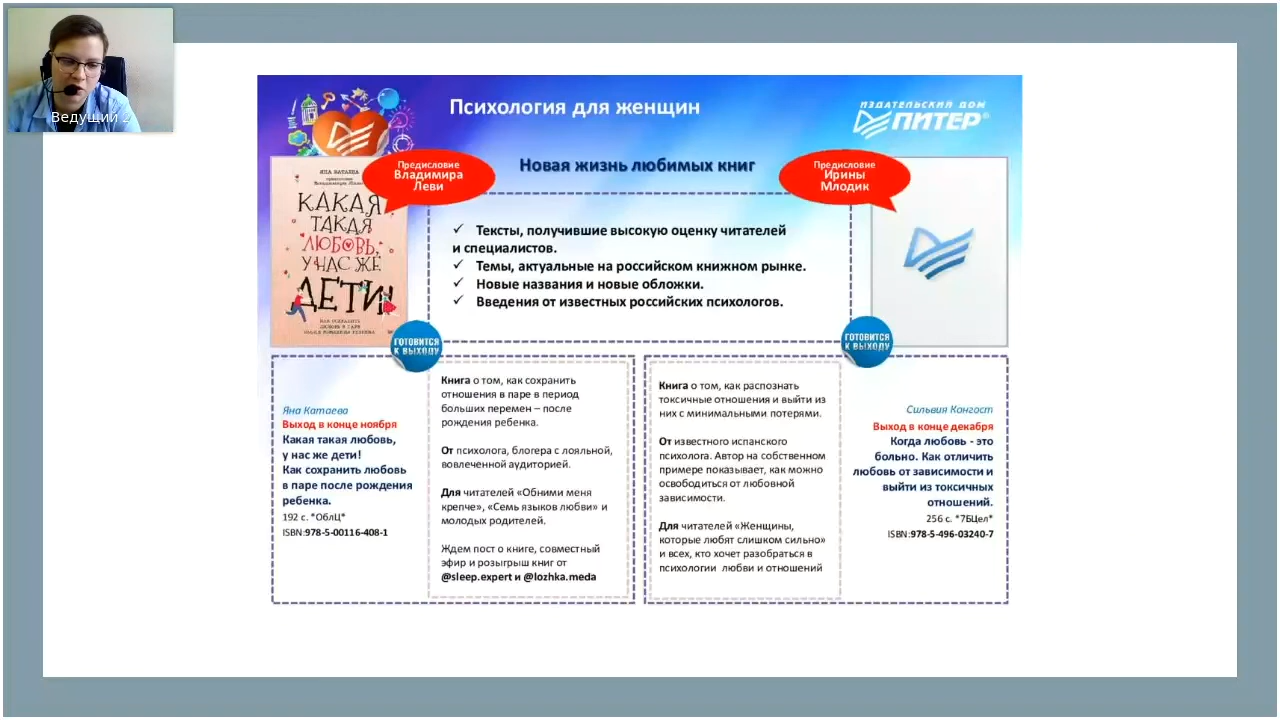 Ведущий 2
Психология для женщин
ИЗДАТЕЛЬСКИЙ ДОМ
ПИТЕР®
Новая жизнь любимых книг
Предисловие
Владимира
Леви
Предисловие
Ирины
Млодик
ЯНА КАТАЕВА
КАКАЯ
ТАКАЯ
ЛЮБОВЬ,
У НАС ЖЕ
ДЕТИ!
КАК СОХРАНИТЬ
ЛЮБОВЬ В ПАРЕ
ПОСЛЕ РОЖДЕНИЯ РЕБЕНКА
✓ Тексты, получившие высокую оценку читателей
и специалистов.
✓ Темы, актуальные на российском книжном рынке.
✓ Новые названия и новые обложки.
✓ Введения от известных российских психологов.
ГОТОВИТСЯ
К ВЫХОДУ
ГОТОВИТСЯ
К ВЫХОДУ
Яна Катаева
Выход в конце ноября
Какая такая любовь,
у нас же дети!
Как сохранить любовь
в паре после рождения
ребенка.
192 с. *ОблЦ*
ISBN:978-5-00116-408-1
Книга о том, как сохранить
отношения в паре в период
больших перемен – после
рождения ребенка.
От психолога, блогера с лояльной,
вовлеченной аудиторией.
Для читателей «Обними меня
крепче», «Семь языков любви» и
молодых родителей.
Ждем пост о книге, совместный
эфир и розыгрыш книг от
@sleep.expert и @lozhka.meda
Книга о том, как распознать
токсичные отношения и выйти из
них с минимальными потерями.
От известного испанского
психолога. Автор на собственном
примере показывает, как можно
освободиться от любовной
зависимости.
Для читателей «Женщины,
которые любят слишком сильно»
и всех, кто хочет разобраться в
психологии любви и отношений
Сильвия Конгост
Выход в конце декабря
Когда любовь - это
больно. Как отличить
любовь от зависимости и
выйти из токсичных
отношений.
256 с. *7БЦел*
ISBN:978-5-496-03240-7